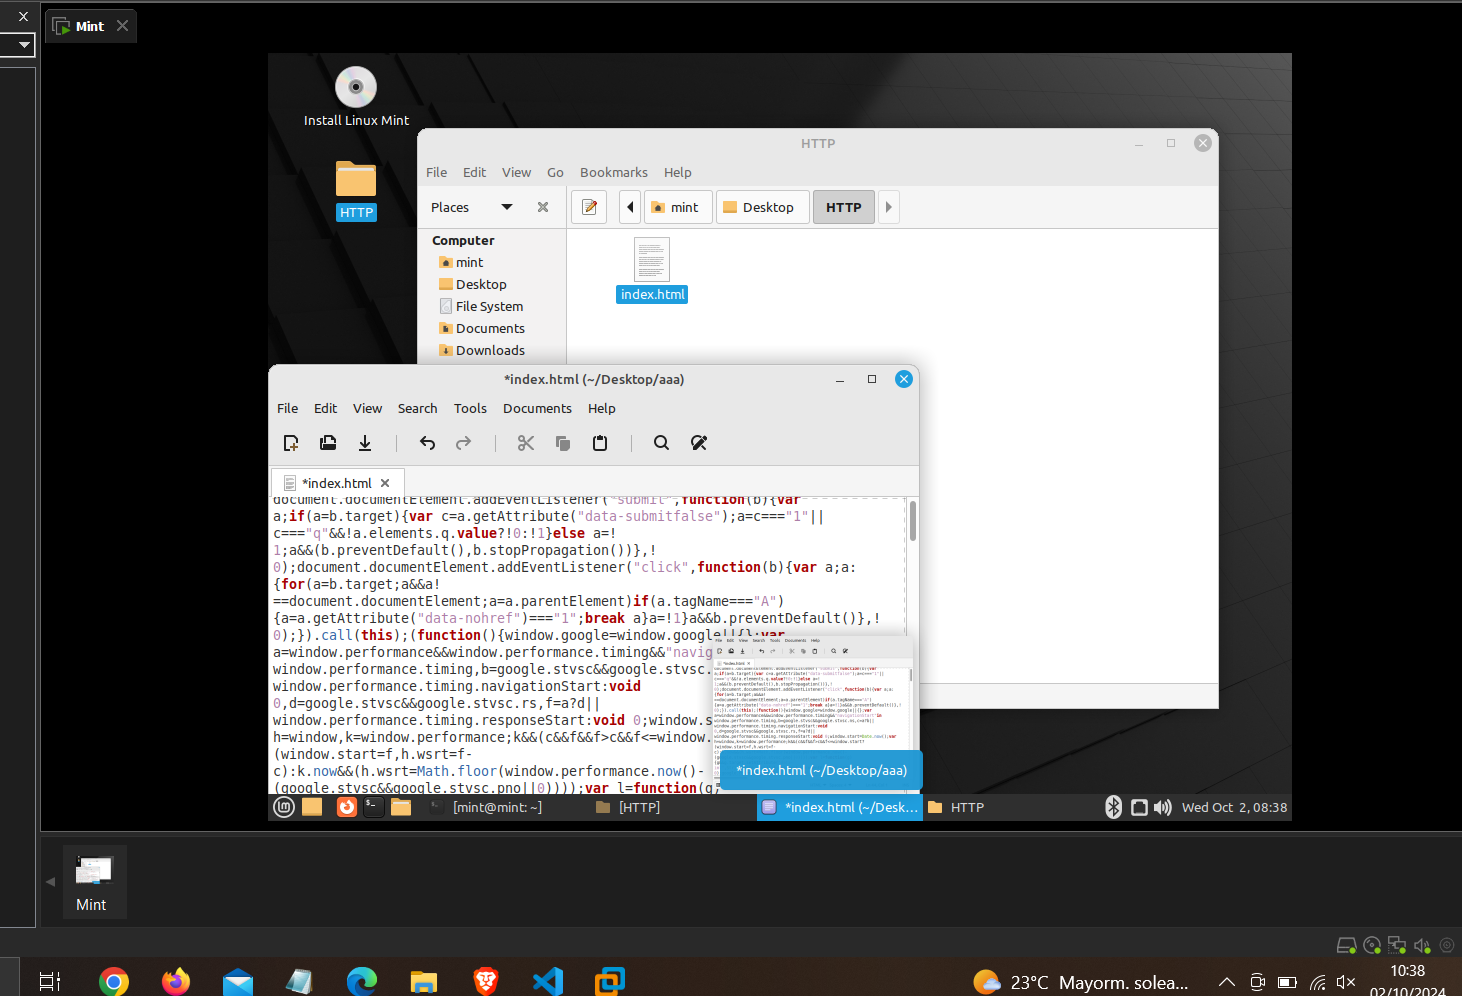 x
Mint
Install Linux Mint
HTTP
HTTP
File Edit View Go Bookmarks Help
Places
mint
Desktop
HTTP
Computer
mint
Desktop
File System
Documents
Downloads
index.html
*index.html (~/Desktop/aaa)
File Edit View Search Tools Documents Help
*index.html
document.documentElement.addEventListener("submit",function(b){var
a;if(a=b.target){var c=a.getAttribute("data-submitfalse");a=c==="1"||
c==="q"&&!a.elements.q.value?!0:!1}else a=!
1;a&&(b.preventDefault(),b.stopPropagation())},!
0);document.documentElement.addEventListener("click",function(b){var a;a:
{for(a=b.target;a&&a!
==document.documentElement;a=a.parentElement)if(a.tagName==="A")
{a=a.getAttribute("data-nohref")==="1";break a}a=!1}a&&b.preventDefault()},!
0);}).call(this);(function(){window.google=window.google||{};var
a=window.performance&&window.performance.timing&&"navig
window.performance.timing,b=google.stvsc&&google.stvsc.
window.performance.timing.navigationStart:void
0,d=google.stvsc&&google.stvsc.rs,f=a?d||
window.performance.timing.responseStart:void 0;window.s
h=window,k=window.performance;k&&(c&&f&&f>c&&f<=window.
(window.start=f,h.wsrt=f-
c):k.now&&(h.wsrt=Math.floor(window.performance.now()-
(google.stvsc&&google.stvsc.pno||0))));var l=function(g,
*index.html (~/Desktop/aaa)
[mint@mint: ~]
[HTTP]
*index.html (~/Desk...
HTTP
Wed Oct 2, 08:38
Mint
23°C Mayorm. solea...
10:38
02/10/2024